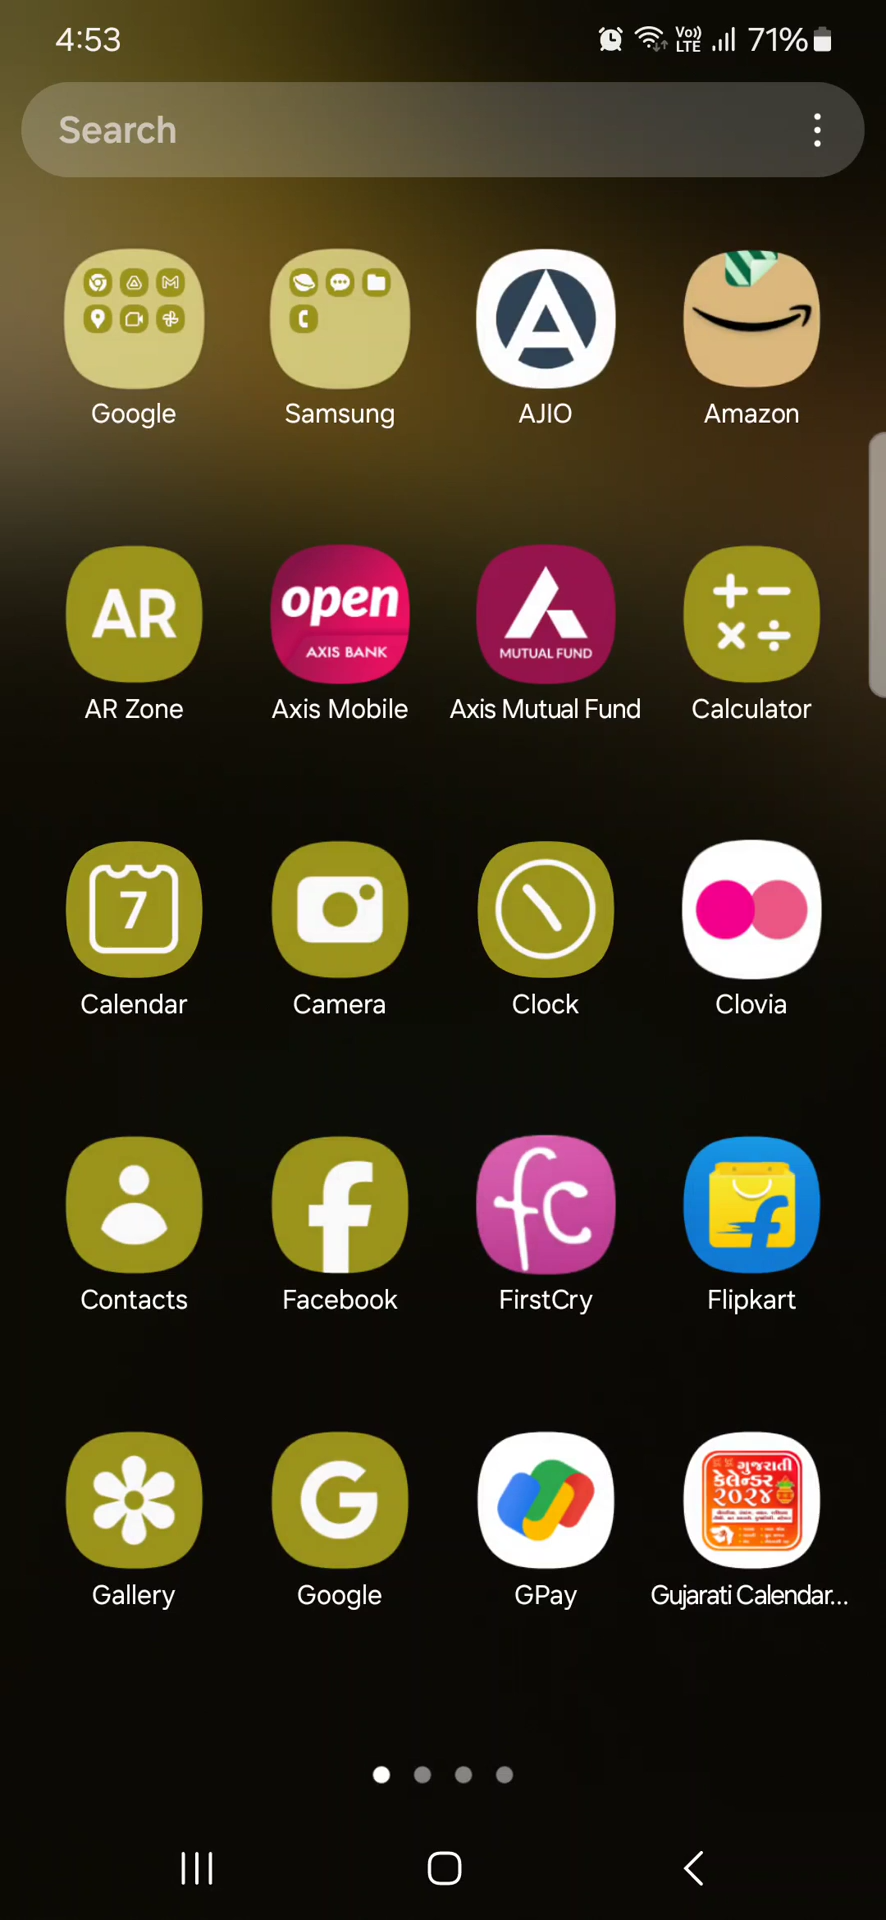 4:53
Vo))
LTE
71%
Search
Google
Samsung
AJIO
Amazon
AR
open
AXIS BANK
MUTUAL FUND
AR Zone
Axis Mobile
Axis Mutual Fund
Calculator
7
Calendar
Camera
Clock
Clovia
f
fc
f
Contacts
Facebook
FirstCry
Flipkart
G
ગુજરાતી
કેલેન્ડર
૨૦૨૪
Gallery
Google
GPay
Gujarati Calendar...